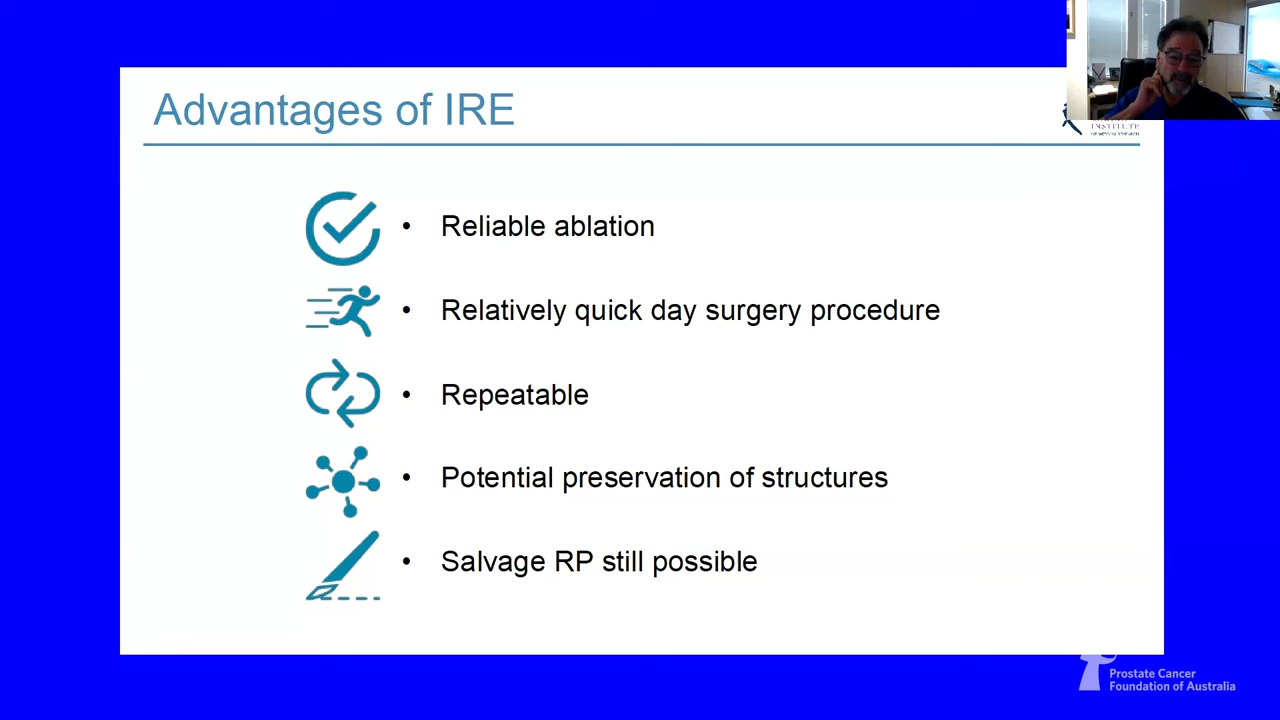 Advantages of IRE
INSTITUTE
• Reliable ablation
• Relatively quick day surgery procedure
• Repeatable
• Potential preservation of structures
• Salvage RP still possible
Prostate Cancer
Foundation of Australia